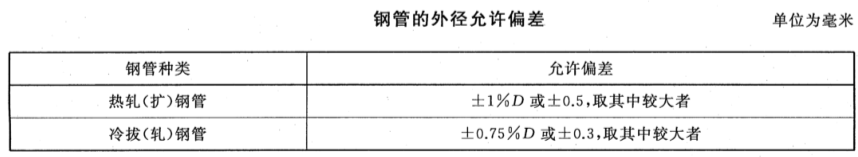 钢管的外径允许偏差 单位为毫米
钢管种类 允许偏差
热轧(扩)钢管 ±1%D 或±0.5,取其中较大者
冷拔(轧)钢管 ±0.75%D 或±0.3,取其中较大者